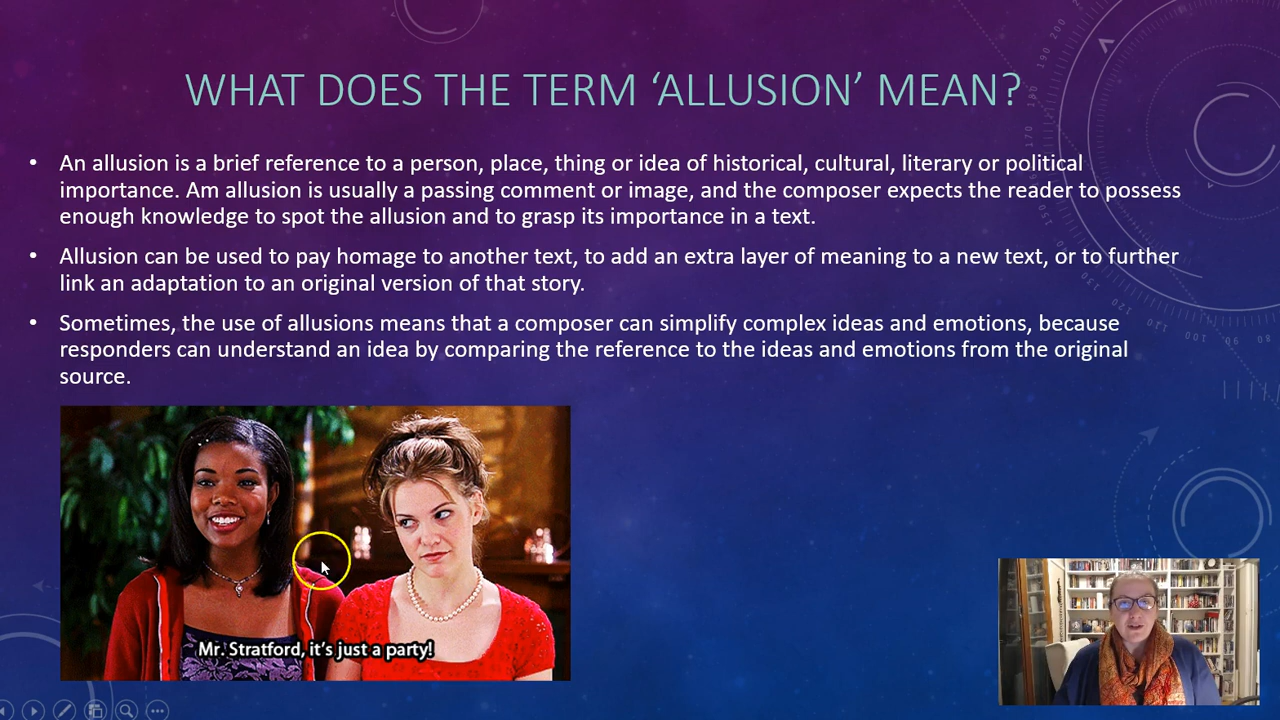 WHAT DOES THE TERM ‘ALLUSION’ MEAN?
• An allusion is a brief reference to a person, place, thing or idea of historical, cultural, literary or political
importance. Am allusion is usually a passing comment or image, and the composer expects the reader to possess
enough knowledge to spot the allusion and to grasp its importance in a text.
• Allusion can be used to pay homage to another text, to add an extra layer of meaning to a new text, or to further
link an adaptation to an original version of that story.
• Sometimes, the use of allusions means that a composer can simplify complex ideas and emotions, because
responders can understand an idea by comparing the reference to the ideas and emotions from the original
source.
Mr. Stratford, it's just a party!